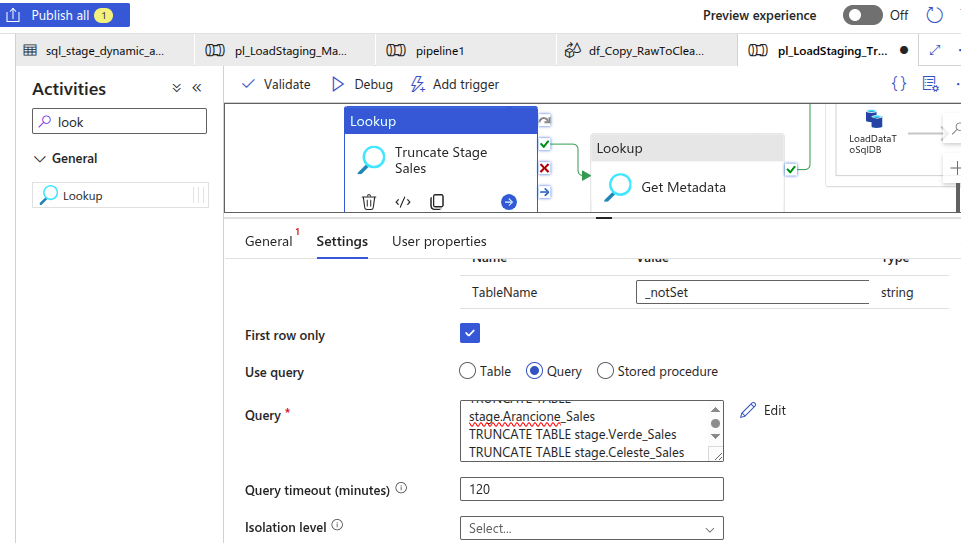 Publish all 1
Preview experience Off
sql_stage_dynamic_a...
pl_LoadStaging_Ma...
pipeline1
df_Copy_RawToClea...
pl_LoadStaging_Tr...
Activities
look
General
Lookup
Validate
Debug
Add trigger
{}
Lookup
Truncate Stage
Sales
</>
Lookup
Get Metadata
LoadDataT
oSqlDB
General 1
Settings
User properties
Name Value Type
TableName _notSet string
First row only
Use query Table Query Stored procedure
Query *
TRUNCATE TABLE
stage.Arancione_Sales
TRUNCATE TABLE stage.Verde_Sales
TRUNCATE TABLE stage.Celeste_Sales
Edit
Query timeout (minutes) 120
Isolation level Select...